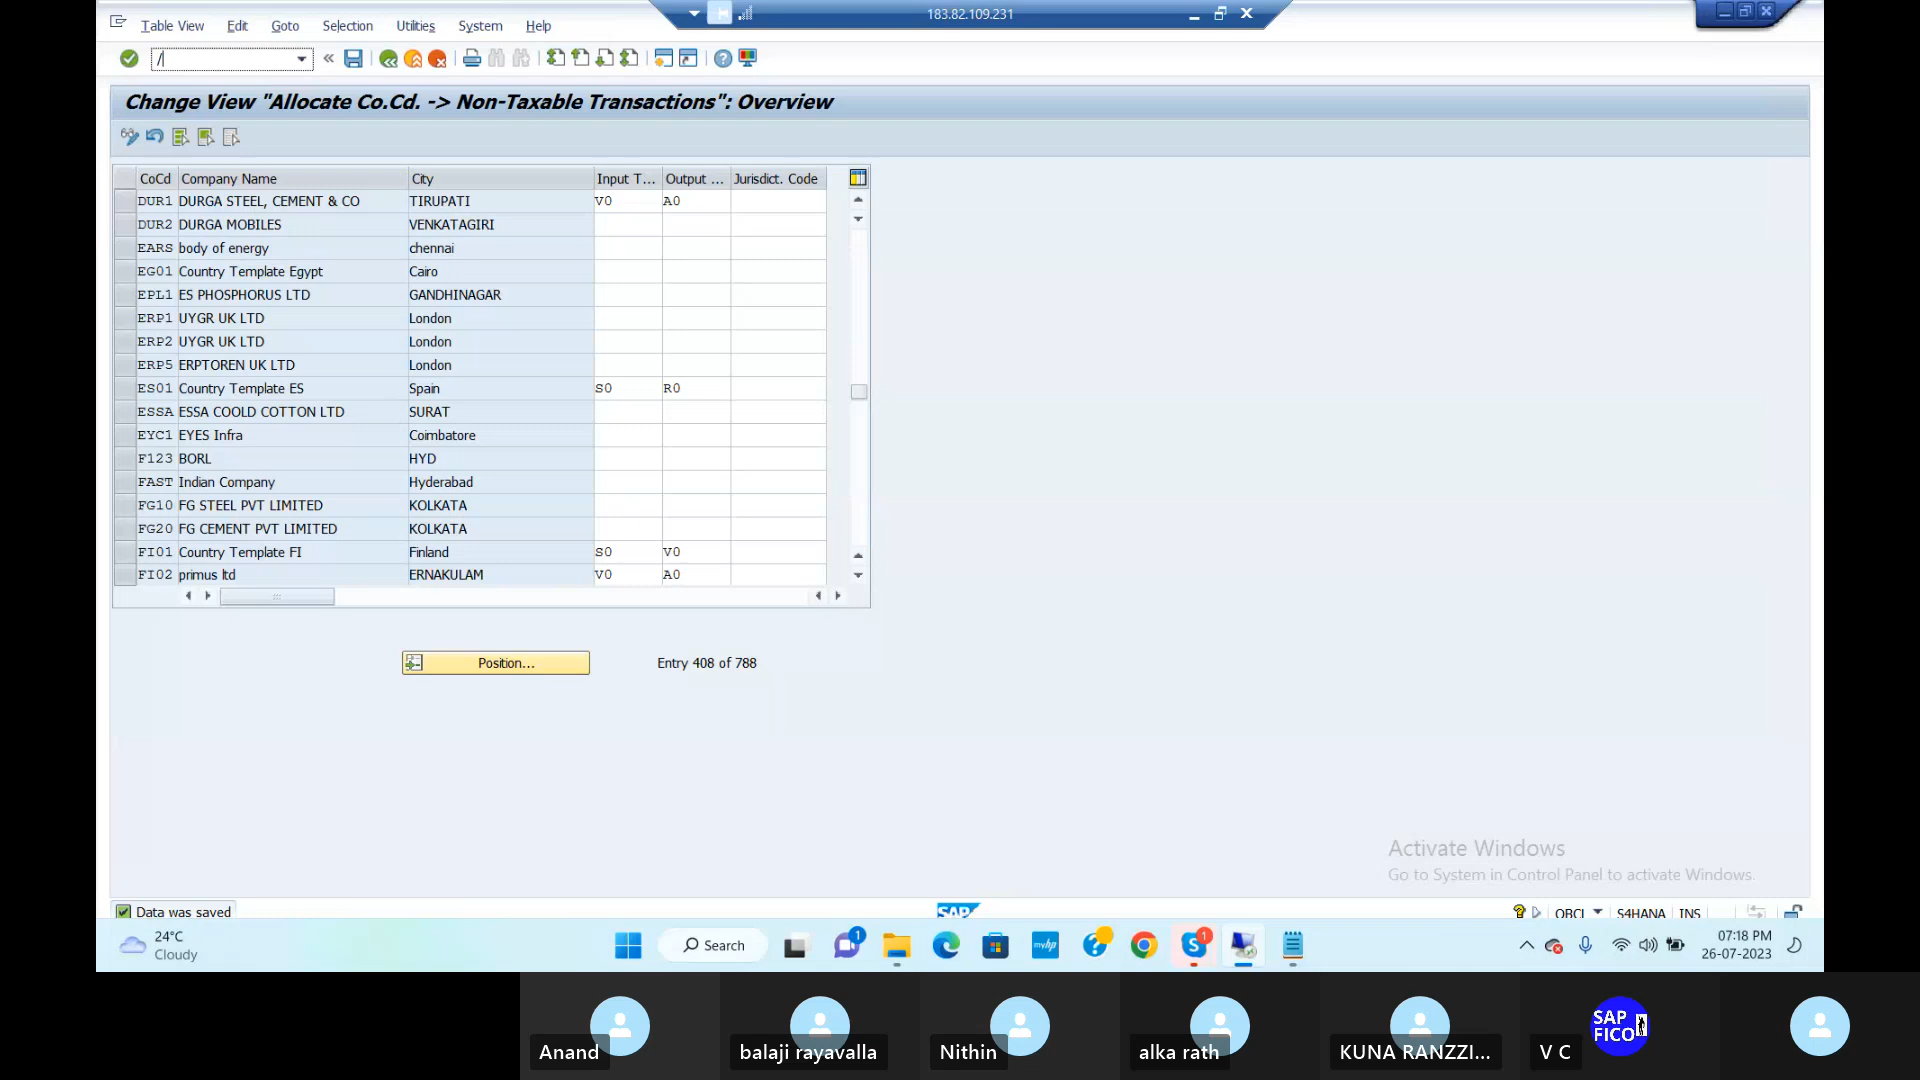 183.82.109.231
Table View Edit Goto Selection Utilities System Help
/
Change View "Allocate Co.Cd. -> Non-Taxable Transactions": Overview
CoCd Company Name City Input T... Output ... Jurisdict. Code
DUR1 DURGA STEEL, CEMENT & CO TIRUPATI V0 A0
DUR2 DURGA MOBILES VENKATAGIRI
EARS body of energy chennai
EG01 Country Template Egypt Cairo
EPL1 ES PHOSPHORUS LTD GANDHINAGAR
ERP1 UYGR UK LTD London
ERP2 UYGR UK LTD London
ERP5 ERPTOREN UK LTD London
ES01 Country Template ES Spain S0 R0
ESSA ESSA COOLD COTTON LTD SURAT
EYC1 EYES Infra Coimbatore
F123 BORL HYD
FAST Indian Company Hyderabad
FG10 FG STEEL PVT LIMITED KOLKATA
FG20 FG CEMENT PVT LIMITED KOLKATA
FI01 Country Template FI Finland S0 V0
FI02 primus ltd ERNAKULAM V0 A0
Position... Entry 408 of 788
Activate Windows
Go to System in Control Panel to activate Windows.
Data was saved SAP OBCL S4HANA INS
24°C
Cloudy
Search
1
myhp
S 1
07:18 PM
26-07-2023
SAP
FICO
Anand balaji rayavalla Nithin alka rath KUNA RANZZI... V C